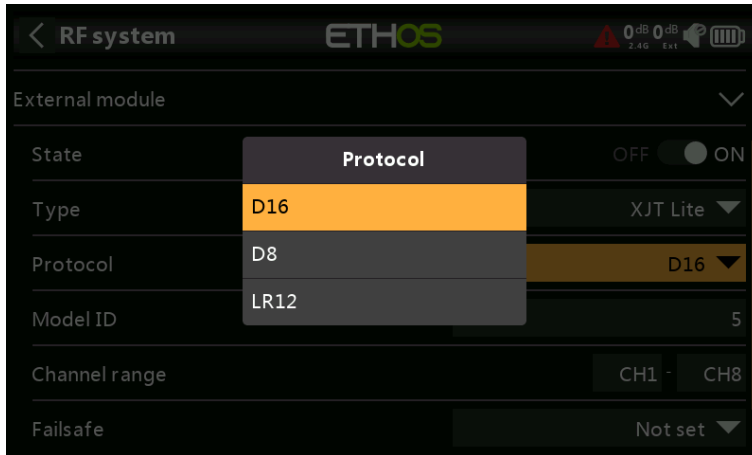 RF system ETHOS 0dB 0dB
2.4G Ext
External module
State OFF ON
Protocol
D16
D8
LR12
Type XJT Lite
Protocol D16
Model ID 5
Channel range CH1 - CH8
Failsafe Not set